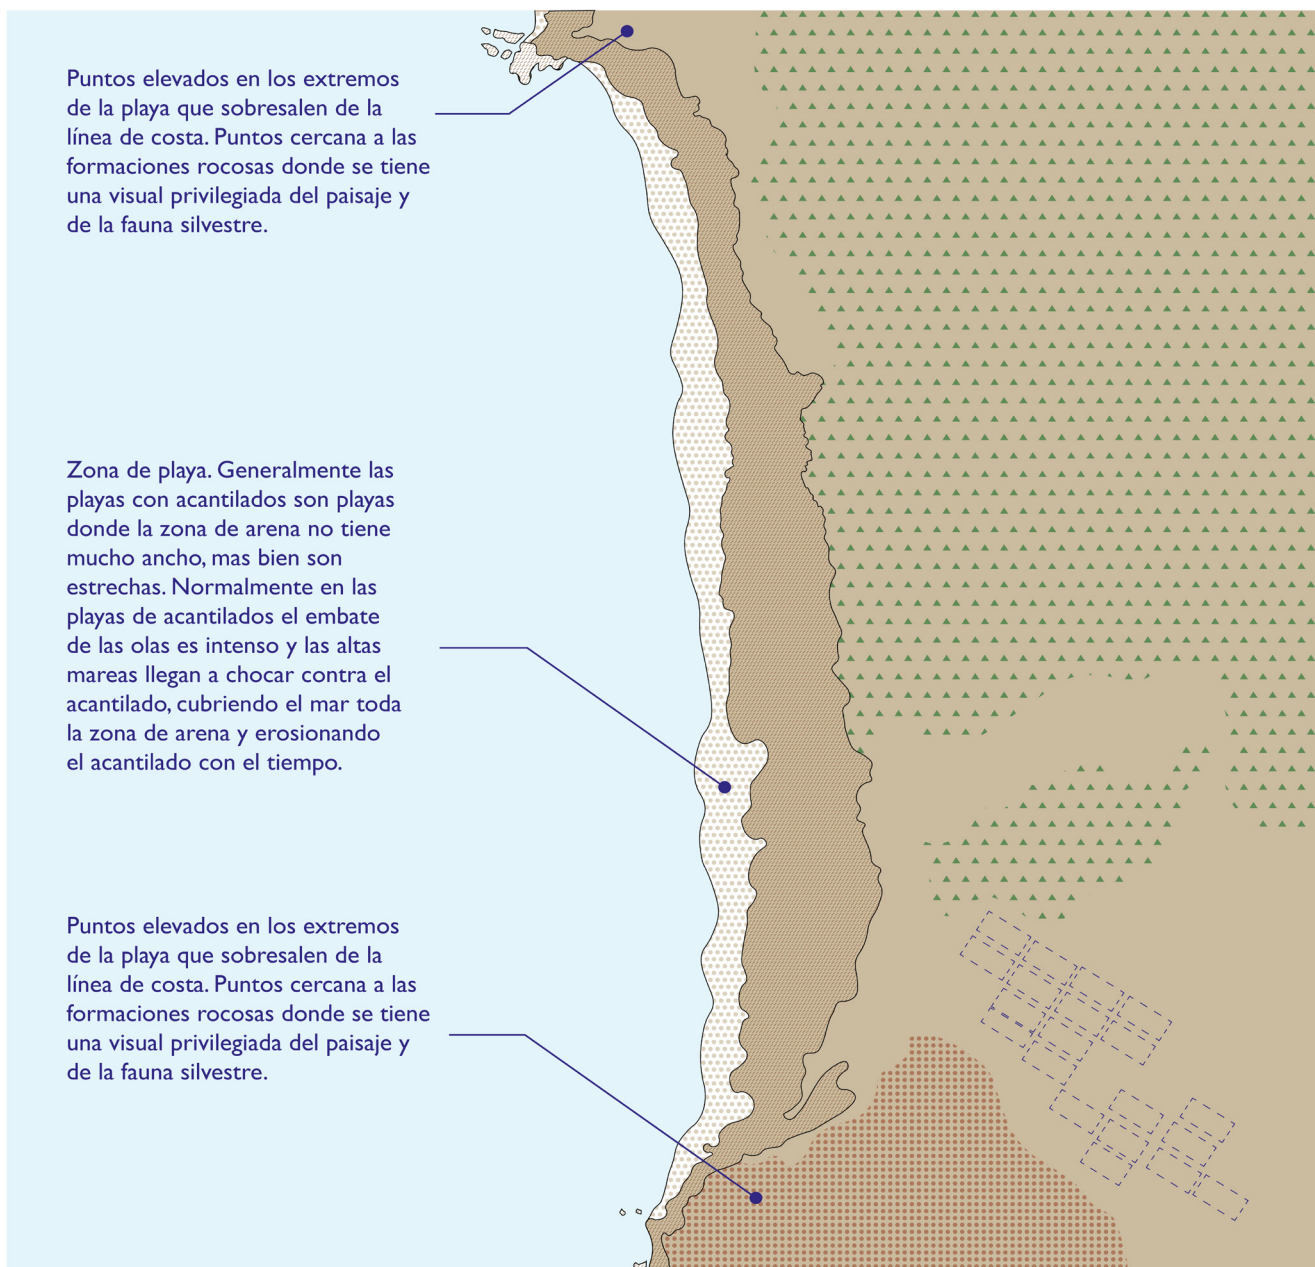 Puntos elevados en los extremos
de la playa que sobresalen de la
línea de costa. Puntos cercana a las
formaciones rocosas donde se tiene
una visual privilegiada del paisaje y
de la fauna silvestre.
Zona de playa. Generalmente las
playas con acantilados son playas
donde la zona de arena no tiene
mucho ancho, mas bien son
estrechas. Normalmente en las
playas de acantilados el embate
de las olas es intenso y las altas
mareas llegan a chocar contra el
acantilado, cubriendo el mar toda
la zona de arena y erosionando
el acantilado con el tiempo.
Puntos elevados en los extremos
de la playa que sobresalen de la
línea de costa. Puntos cercana a las
formaciones rocosas donde se tiene
una visual privilegiada del paisaje y
de la fauna silvestre.